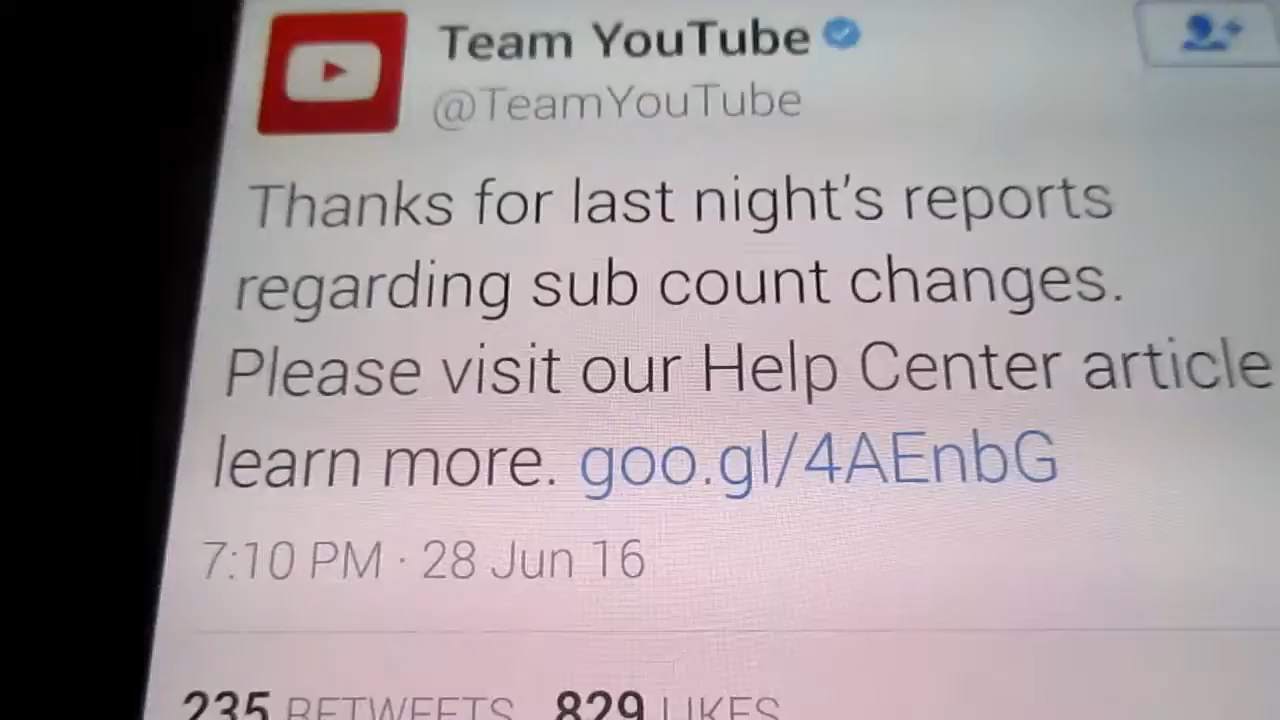 Team YouTube
@TeamYouTube
Thanks for last night's reports
regarding sub count changes.
Please visit our Help Center article
learn more. goo.gl/4AEnbG
7:10 PM · 28 Jun 16
235 RETWEETS 829 LIKES